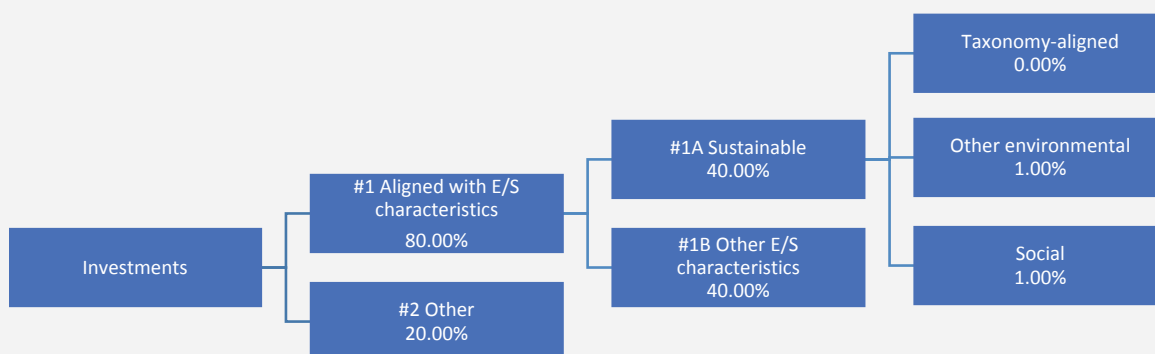 Investments
#1 Aligned with E/S
characteristics
80.00%
#2 Other
20.00%
#1A Sustainable
40.00%
#1B Other E/S
characteristics
40.00%
Taxonomy-aligned
0.00%
Other environmental
1.00%
Social
1.00%